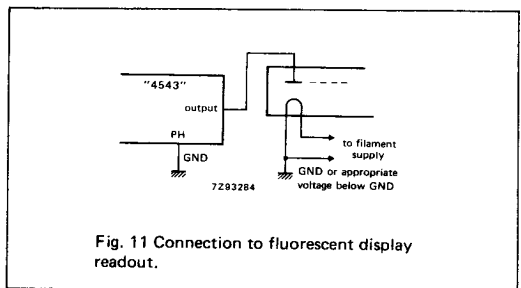 "4543"
output
PH
GND
to filament
supply
GND or appropriate
voltage below GND
7Z93284
Fig. 11 Connection to fluorescent display
readout.